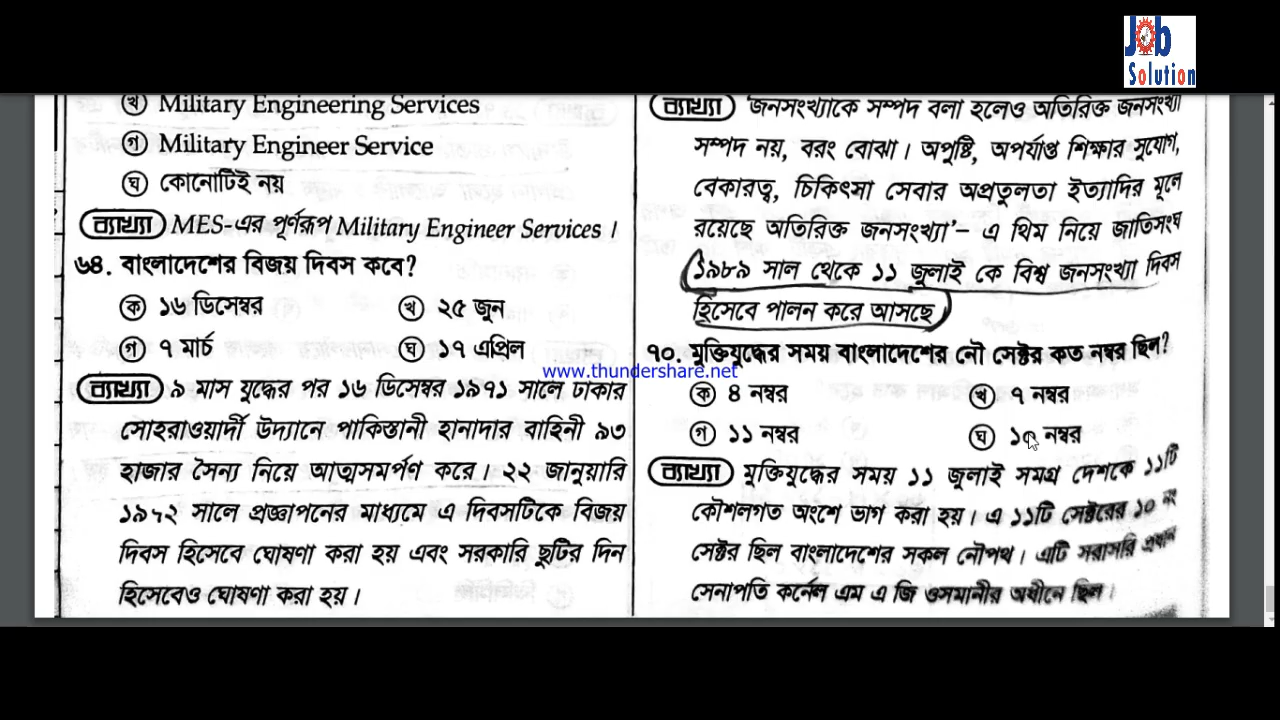 Job
Solution
খ Military Engineering Services
গ Military Engineer Service
ঘ কোনোটিই নয়
ব্যাখ্যা MES-এর পূর্ণরূপ Military Engineer Services।
৬৪. বাংলাদেশের বিজয় দিবস কবে?
ক ১৬ ডিসেম্বর খ ২৫ জুন
গ ৭ মার্চ ঘ ১৭ এপ্রিল
ব্যাখ্যা ৯ মাস যুদ্ধের পর ১৬ ডিসেম্বর ১৯৭১ সালে ঢাকার
সোহরাওয়ার্দী উদ্যানে পাকিস্তানী হানাদার বাহিনী ৯৩
হাজার সৈন্য নিয়ে আত্মসমর্পণ করে। ২২ জানুয়ারি
১৯৭২ সালে প্রজ্ঞাপনের মাধ্যমে এ দিবসটিকে বিজয়
দিবস হিসেবে ঘোষণা করা হয় এবং সরকারি ছুটির দিন
হিসেবেও ঘোষণা করা হয়।
ব্যাখ্যা জনসংখ্যাকে সম্পদ বলা হলেও অতিরিক্ত জনসংখ্যা
সম্পদ নয়, বরং বোঝা। অপুষ্টি, অপর্যাপ্ত শিক্ষার সুযোগ,
বেকারত্ব, চিকিৎসা সেবার অপ্রতুলতা ইত্যাদির মূলে
রয়েছে অতিরিক্ত জনসংখ্যা’– এ থিম নিয়ে জাতিসংঘ
১৯৮৯ সাল থেকে ১১ জুলাই কে বিশ্ব জনসংখ্যা দিবস
হিসেবে পালন করে আসছে
৭০. মুক্তিযুদ্ধের সময় বাংলাদেশের নৌ সেক্টর কত নম্বর ছিল?
www.thundershare.net
ক ৪ নম্বর খ ৭ নম্বর
গ ১১ নম্বর ঘ ১০ নম্বর
ব্যাখ্যা মুক্তিযুদ্ধের সময় ১১ জুলাই সমগ্র দেশকে ১১টি
কৌশলগত অংশে ভাগ করা হয়। এ ১১টি সেক্টরের ১০ নং
সেক্টর ছিল বাংলাদেশের সকল নৌপথ। এটি সরাসরি প্রধান
সেনাপতি কর্নেল এম এ জি ওসমানীর অধীনে ছিল।